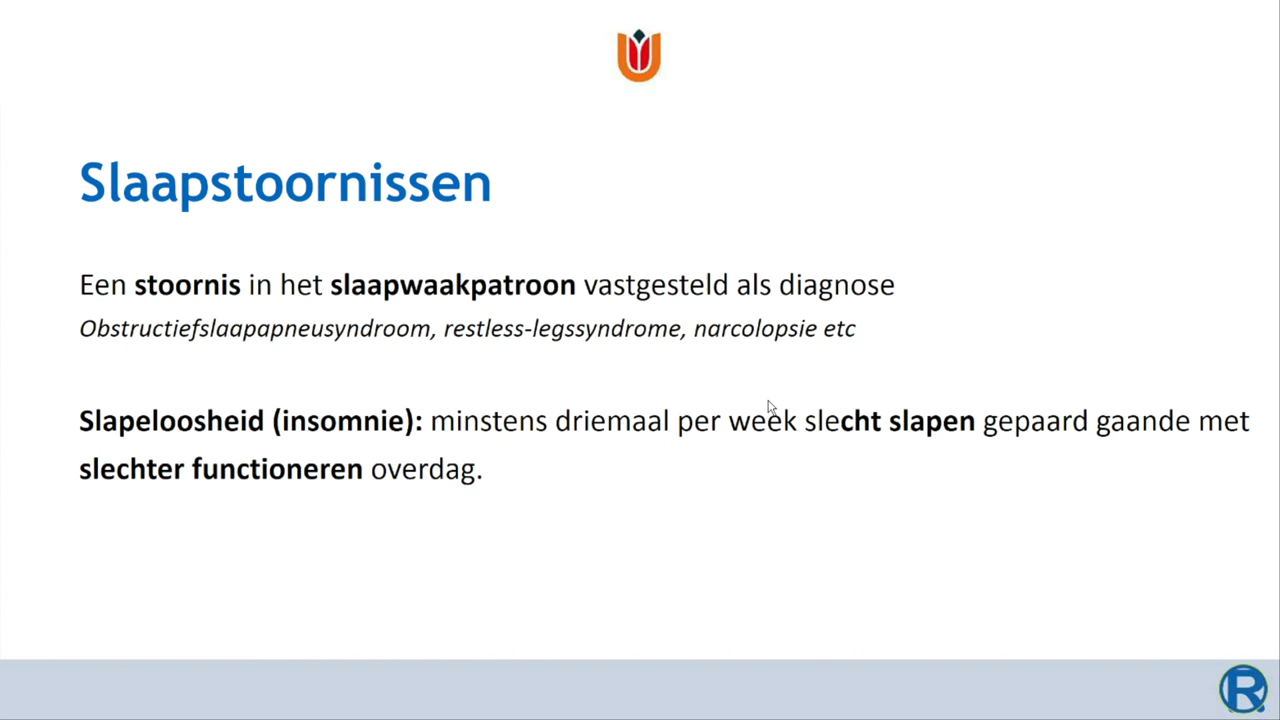 Slaapstoornissen
Een stoornis in het slaapwaakpatroon vastgesteld als diagnose
Obstructiefslaapapneusyndroom, restless-legssyndrome, narcolopsie etc
Slapeloosheid (insomnie): minstens driemaal per week slecht slapen gepaard gaande met
slechter functioneren overdag.
R